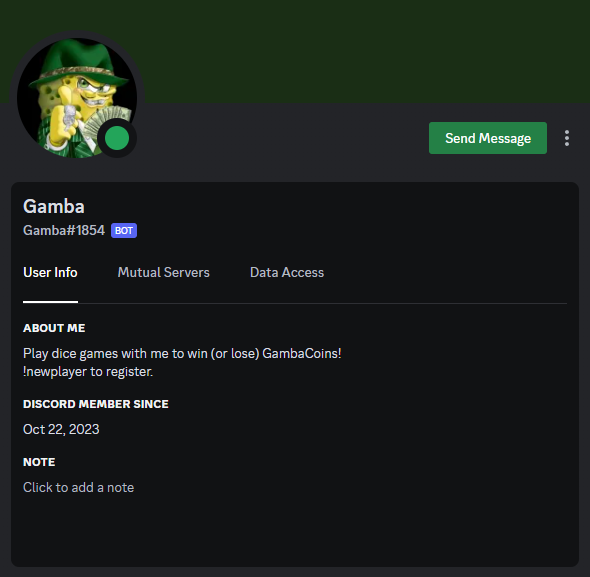 Send Message
Gamba
Gamba#1854 BOT
User Info Mutual Servers Data Access
ABOUT ME
Play dice games with me to win (or lose) GambaCoins!
!newplayer to register.
DISCORD MEMBER SINCE
Oct 22, 2023
NOTE
Click to add a note